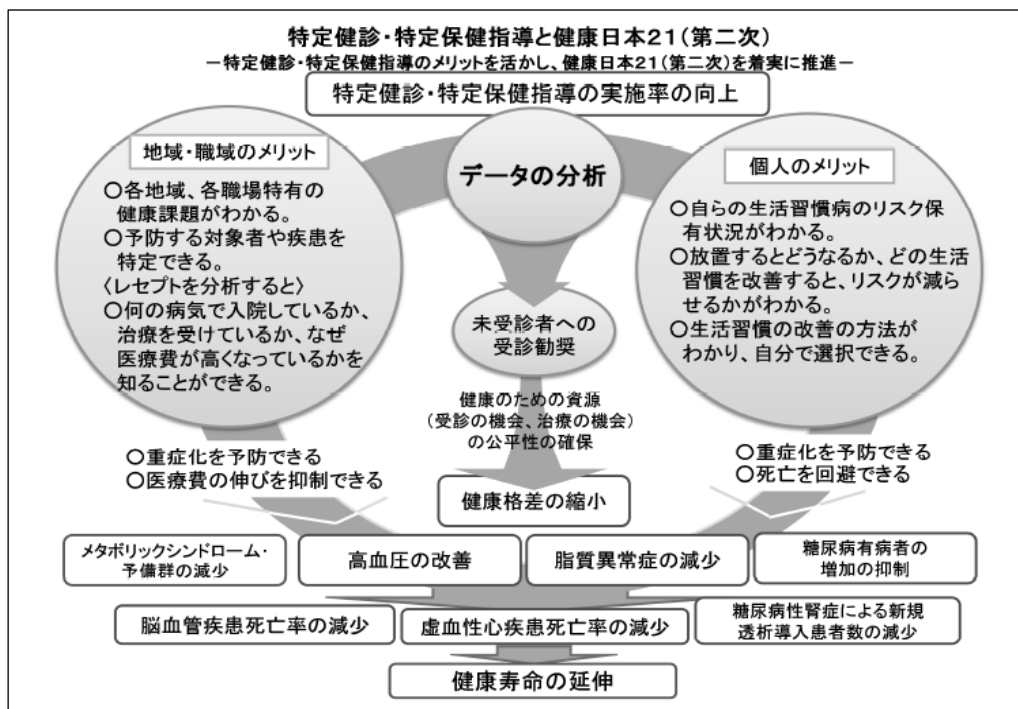 特定健診・特定保健指導と健康日本21(第二次)
－特定健診・特定保健指導のメリットを活かし、健康日本21(第二次)を着実に推進－
特定健診・特定保健指導の実施率の向上
地域・職域のメリット
○各地域、各職場特有の
健康課題がわかる。
○予防する対象者や疾患を
特定できる。
〈レセプトを分析すると〉
○何の病気で入院しているか、
治療を受けているか、なぜ
医療費が高くなっているかを
知ることができる。
データの分析
個人のメリット
○自らの生活習慣病のリスク保
有状況がわかる。
○放置するとどうなるか、どの生活
習慣を改善すると、リスクが減ら
せるかがわかる。
○生活習慣の改善の方法が
わかり、自分で選択できる。
未受診者への
受診勧奨
健康のための資源
(受診の機会、治療の機会)
の公平性の確保
○重症化を予防できる
○医療費の伸びを抑制できる
○重症化を予防できる
○死亡を回避できる
健康格差の縮小
メタボリックシンドローム・
予備群の減少
高血圧の改善
脂質異常症の減少
糖尿病有病者の
増加の抑制
脳血管疾患死亡率の減少
虚血性心疾患死亡率の減少
糖尿病性腎症による新規
透析導入患者数の減少
健康寿命の延伸